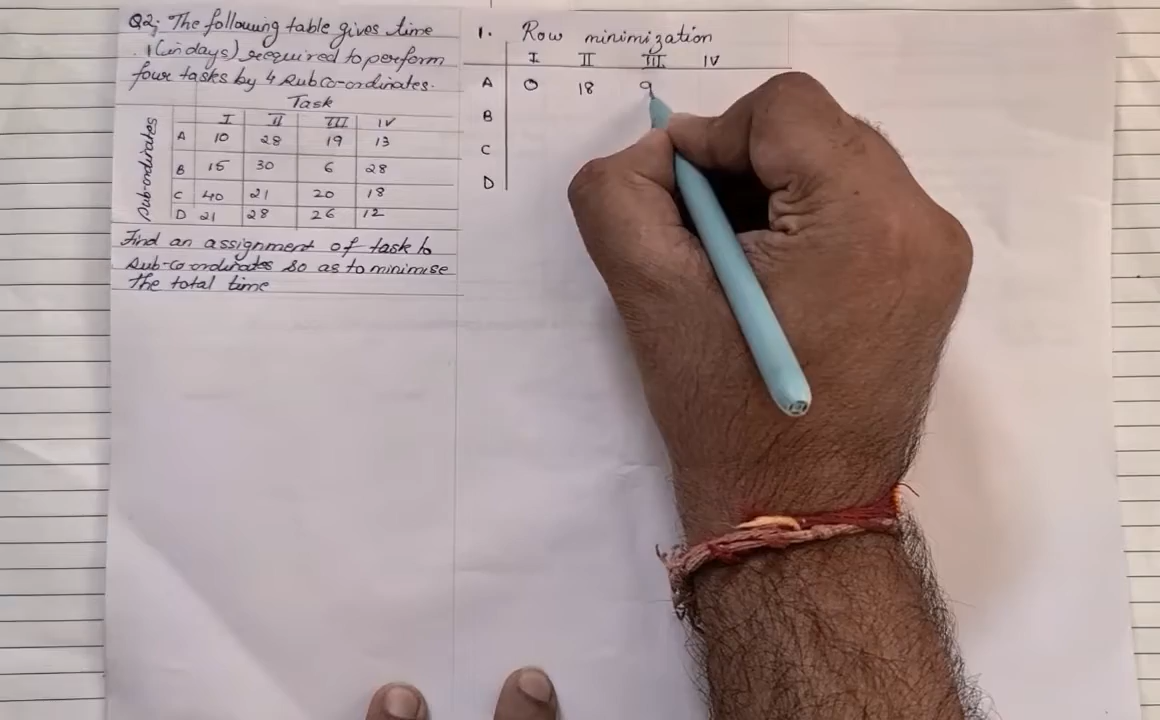 Q2; The following table gives time
(in days) required to perform
four tasks by 4 Subco-ordinates.
Task
I II III IV
Sub-ordinates
A 10 28 19 13
B 15 30 6 28
C 40 21 20 18
D 21 28 26 12
Find an assignment of task to
Sub-co ordinates so as to minimise
the total time
1. Row minimization
I II III IV
A 0 18 9
B
C
D